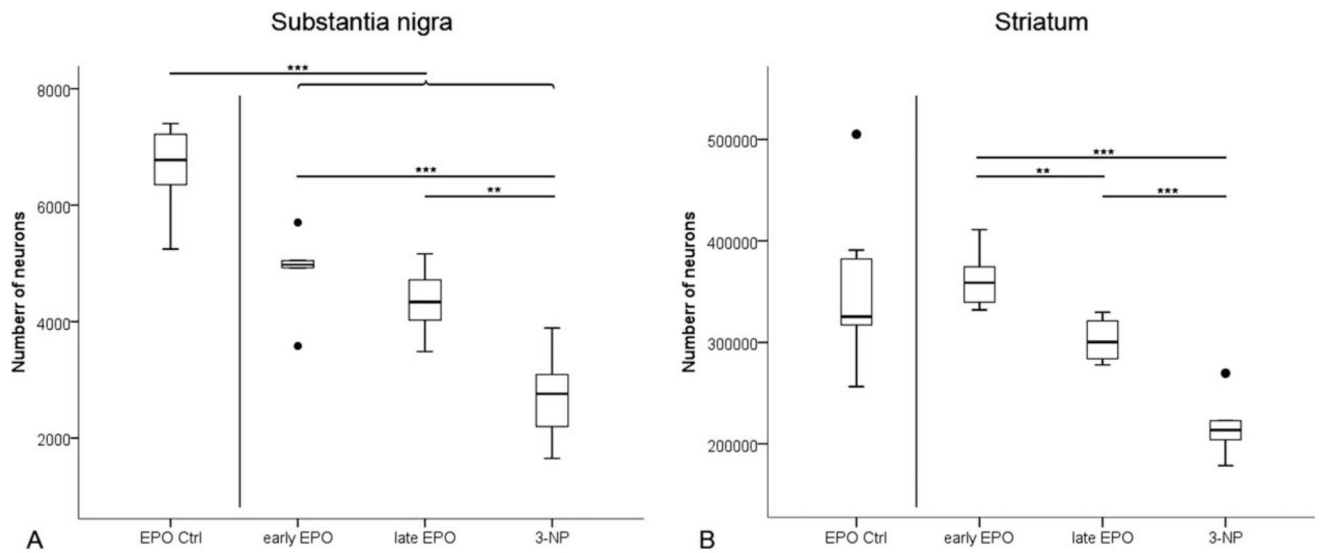 Substantia nigra
Striatum
***
8000
***
**
6000
4000
2000
Numberr of neurons
EPO Ctrl
early EPO
late EPO
3-NP
A
500000
***
**
***
400000
300000
200000
Numberr of neurons
EPO Ctrl
early EPO
late EPO
3-NP
B